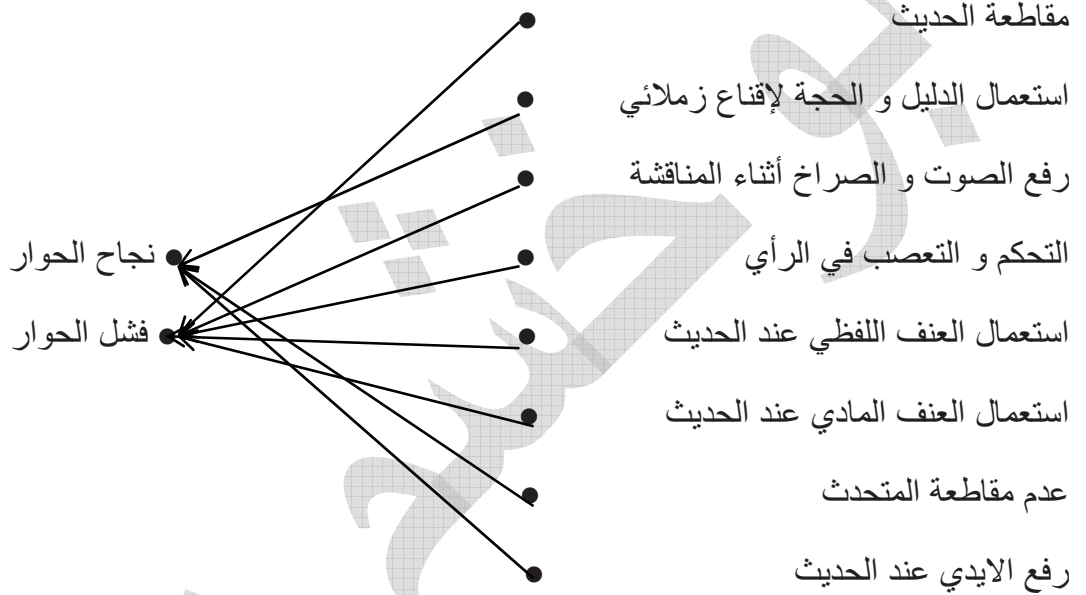 مقاطعة الحديث
استعمال الدليل و الحجة لإقناع زملائي
رفع الصوت و الصراخ أثناء المناقشة
التحكم و التعصب في الرأي
نجاح الحوار
استعمال العنف اللفظي عند الحديث
فشل الحوار
استعمال العنف المادي عند الحديث
عدم مقاطعة المتحدث
رفع الايدي عند الحديث